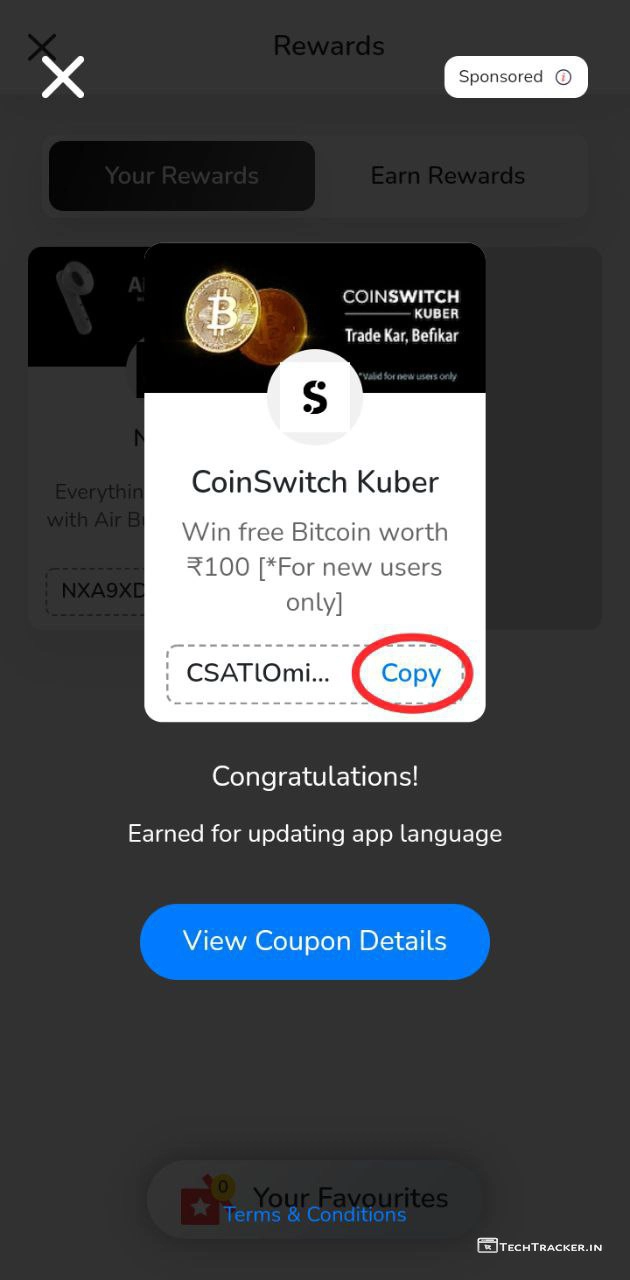 Rewards
Sponsored
Your Rewards
Earn Rewards
COINSWITCH
KUBER
Trade Kar, Befikar
*Valid for new users only
CoinSwitch Kuber
Win free Bitcoin worth
₹100 [*For new users
only]
Everythin
with Air B
NXA9XD
CSATlOmi...
Copy
Congratulations!
Earned for updating app language
View Coupon Details
0
Your Favourites
Terms & Conditions
TECHTRACKER.IN